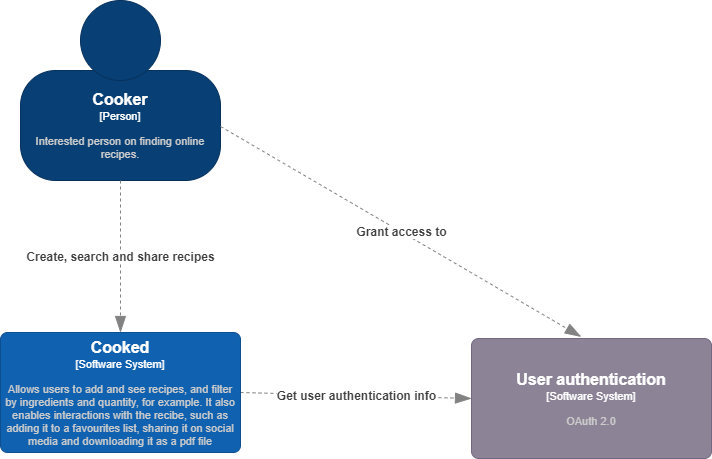 Cooker
[Person]
Interested person on finding online
recipes.
Grant access to
Create, search and share recipes
Cooked
[Software System]
Allows users to add and see recipes, and filter
by ingredients and quantity, for example. It also
enables interactions with the recibe, such as
adding it to a favourites list, sharing it on social
media and downloading it as a pdf file
Get user authentication info
User authentication
[Software System]
OAuth 2.0